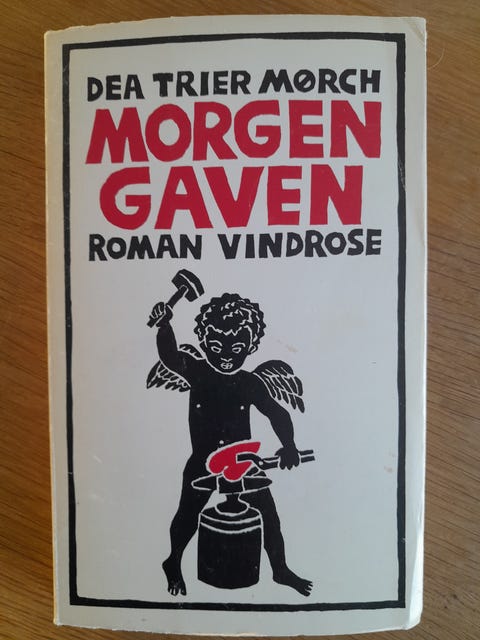 DEA TRIER MØRCH
MORGEN
GAVEN
ROMAN VINDROSE